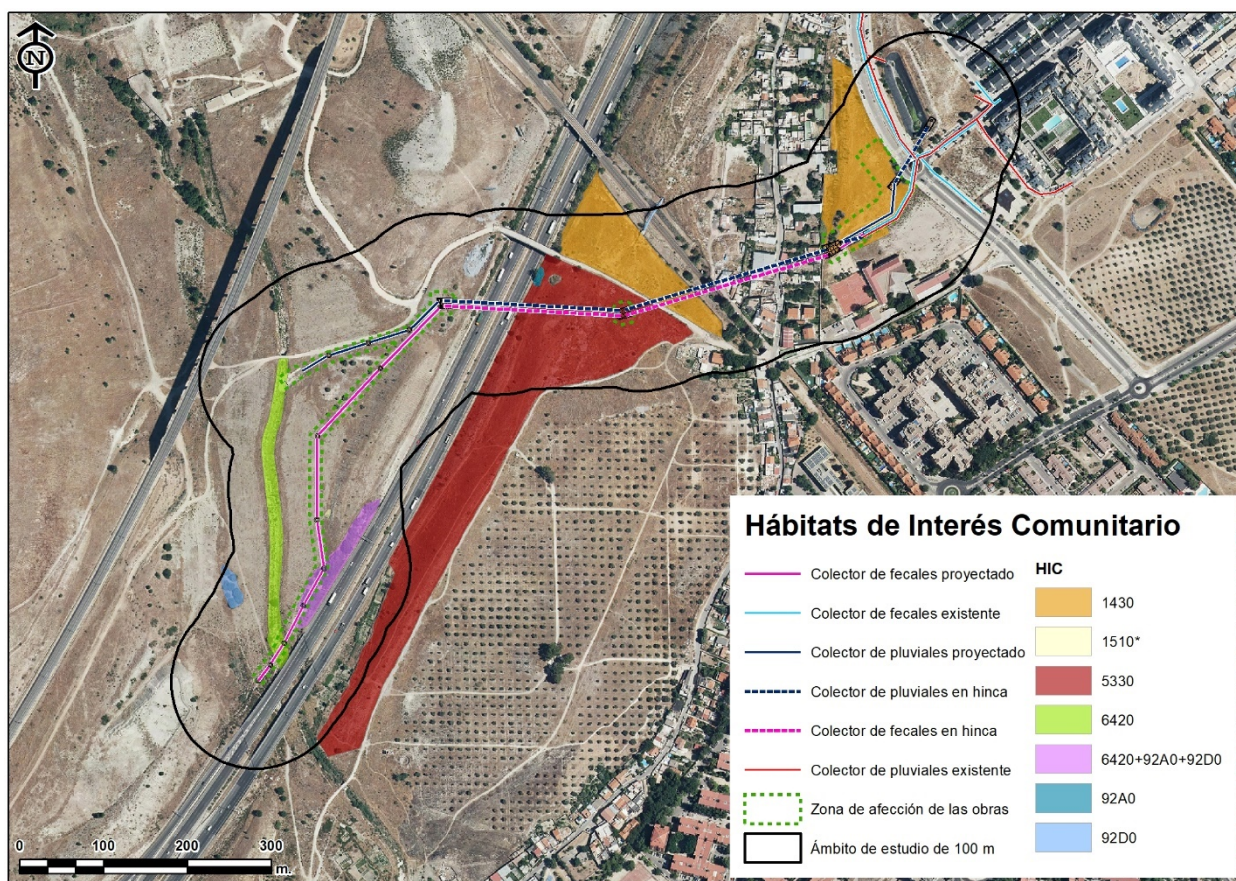 N
Hábitats de Interés Comunitario
Colector de fecales proyectado
Colector de fecales existente
Colector de pluviales proyectado
Colector de pluviales en hinca
Colector de fecales en hinca
Colector de pluviales existente
Zona de afección de las obras
Ámbito de estudio de 100 m
HIC
1430
1510*
5330
6420
6420+92A0+92D0
92A0
92D0
0 100 200 300
m.